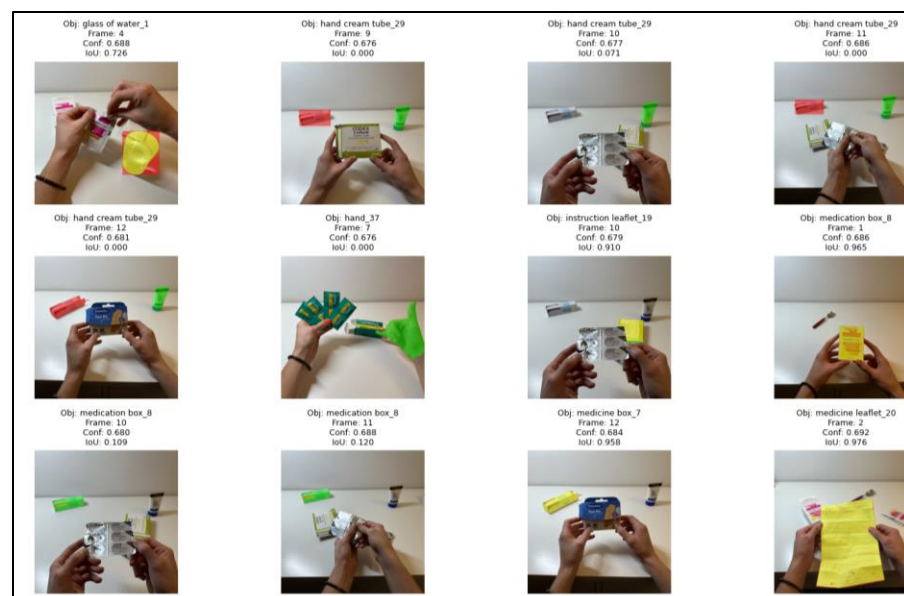 Obj: glass of water_1
Frame: 4
Conf: 0.688
IoU: 0.726
Obj: hand cream tube_29
Frame: 9
Conf: 0.676
IoU: 0.000
Obj: hand cream tube_29
Frame: 10
Conf: 0.677
IoU: 0.071
Obj: hand cream tube_29
Frame: 11
Conf: 0.686
IoU: 0.000
Obj: hand cream tube_29
Frame: 12
Conf: 0.681
IoU: 0.000
Obj: hand_37
Frame: 7
Conf: 0.676
IoU: 0.000
Obj: instruction leaflet_19
Frame: 10
Conf: 0.679
IoU: 0.910
Obj: medication box_8
Frame: 1
Conf: 0.686
IoU: 0.965
Obj: medication box_8
Frame: 10
Conf: 0.680
IoU: 0.109
Obj: medication box_8
Frame: 11
Conf: 0.688
IoU: 0.120
Obj: medicine box_7
Frame: 12
Conf: 0.684
IoU: 0.958
Obj: medicine leaflet_20
Frame: 2
Conf: 0.692
IoU: 0.976